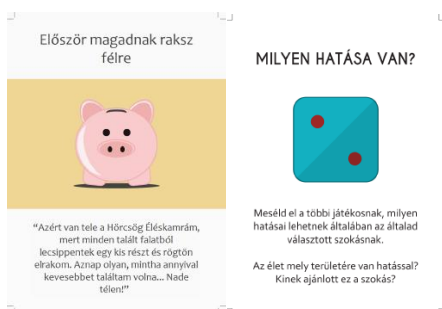 Először magadnak raksz
félre
"Azért van tele a Hörcsög Éléskamrám,
mert minden talált falatból
lecsippentek egy kis részt és rögtön
elrakom. Aznap olyan, mintha annyival
kevesebbet találtam volna... Nade
télen!"
MILYEN HATÁSA VAN?
Meséld el a többi játékosnak, milyen
hatásai lehetnek általában az általad
választott szokásnak.
Az élet mely területére van hatással?
Kinek ajánlott ez a szokás?